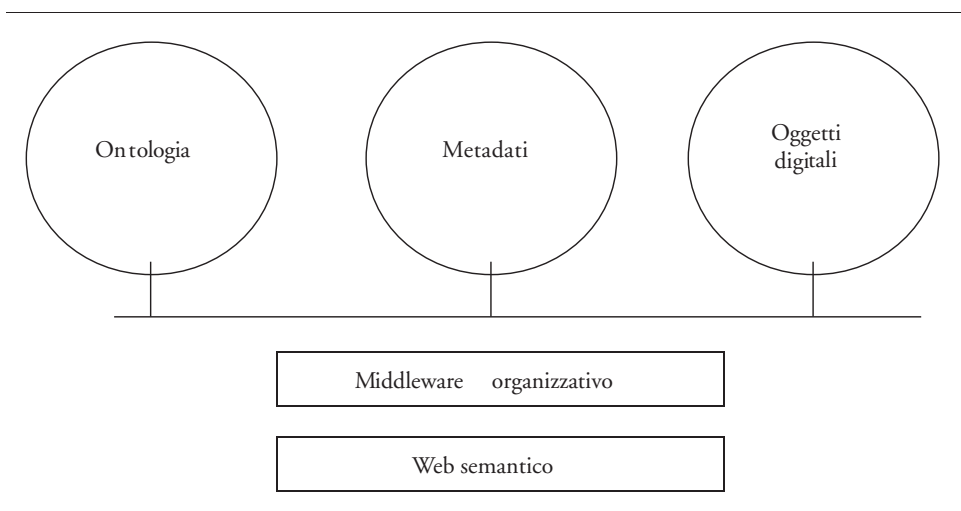 Ontologia
Metadati
Oggetti
digitali
Middleware organizzativo
Web semantico